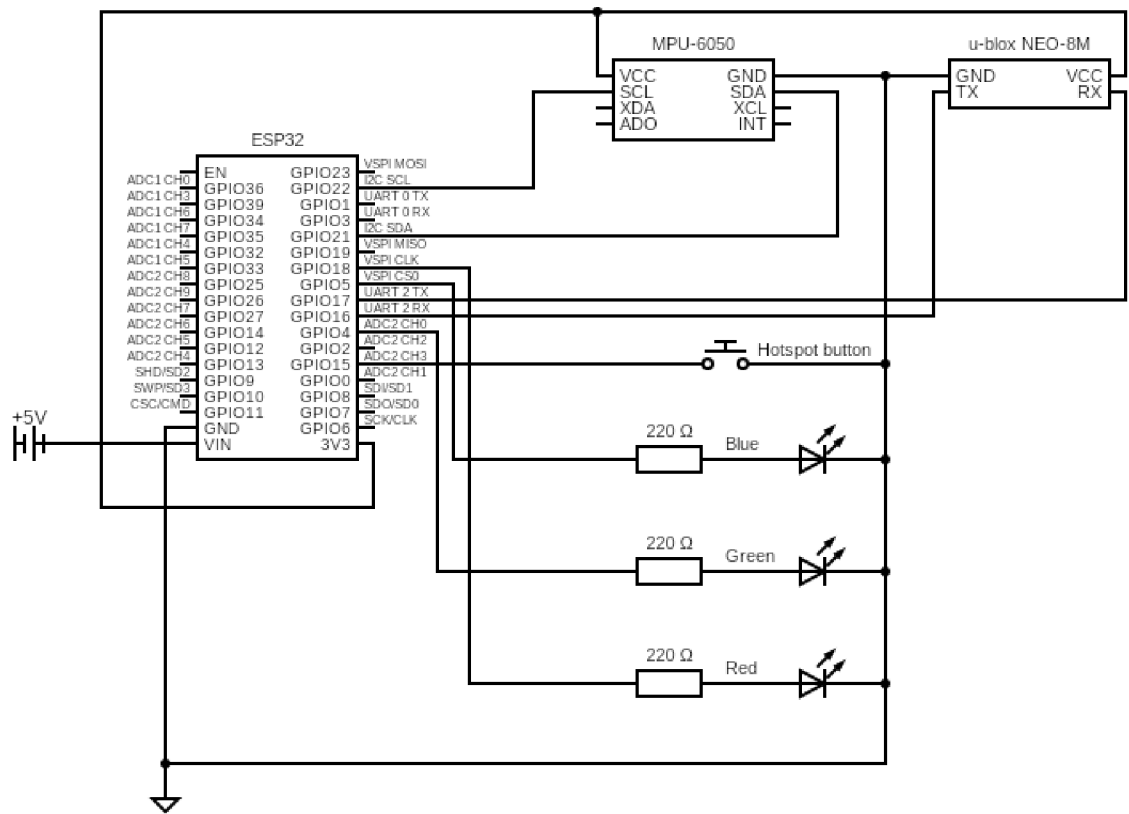 MPU-6050
u-blox NEO-8M
VCC GND
SCL SDA
XDA XCL
ADO INT
GND VCC
TX RX
ESP32
VSPI MOSI
EN GPIO23
ADC1 CH0 I2C SCL
GPIO36 GPIO22
ADC1 CH3 UART 0 TX
GPIO39 GPIO1
ADC1 CH6 UART 0 RX
GPIO34 GPIO3
ADC1 CH7 I2C SDA
GPIO35 GPIO21
ADC1 CH4 VSPI MISO
GPIO32 GPIO19
ADC1 CH5 VSPI CLK
GPIO33 GPIO18
ADC2 CH8 VSPI CS0
GPIO25 GPIO5
ADC2 CH9 UART 2 TX
GPIO26 GPIO17
ADC2 CH7 UART 2 RX
GPIO27 GPIO16
ADC2 CH6 ADC2 CH0
GPIO14 GPIO4
ADC2 CH5 ADC2 CH2
GPIO12 GPIO2
ADC2 CH4 ADC2 CH3
GPIO13 GPIO15
SHD/SD2 ADC2 CH1
GPIO9 GPIO0
SWP/SD3 SDI/SD1
GPIO10 GPIO8
CSC/CMD SDO/SD0
GPIO11 GPIO7
SCK/CLK
GND GPIO6
VIN 3V3
+5V
Hotspot button
220 Ω
Blue
220 Ω
Green
220 Ω
Red